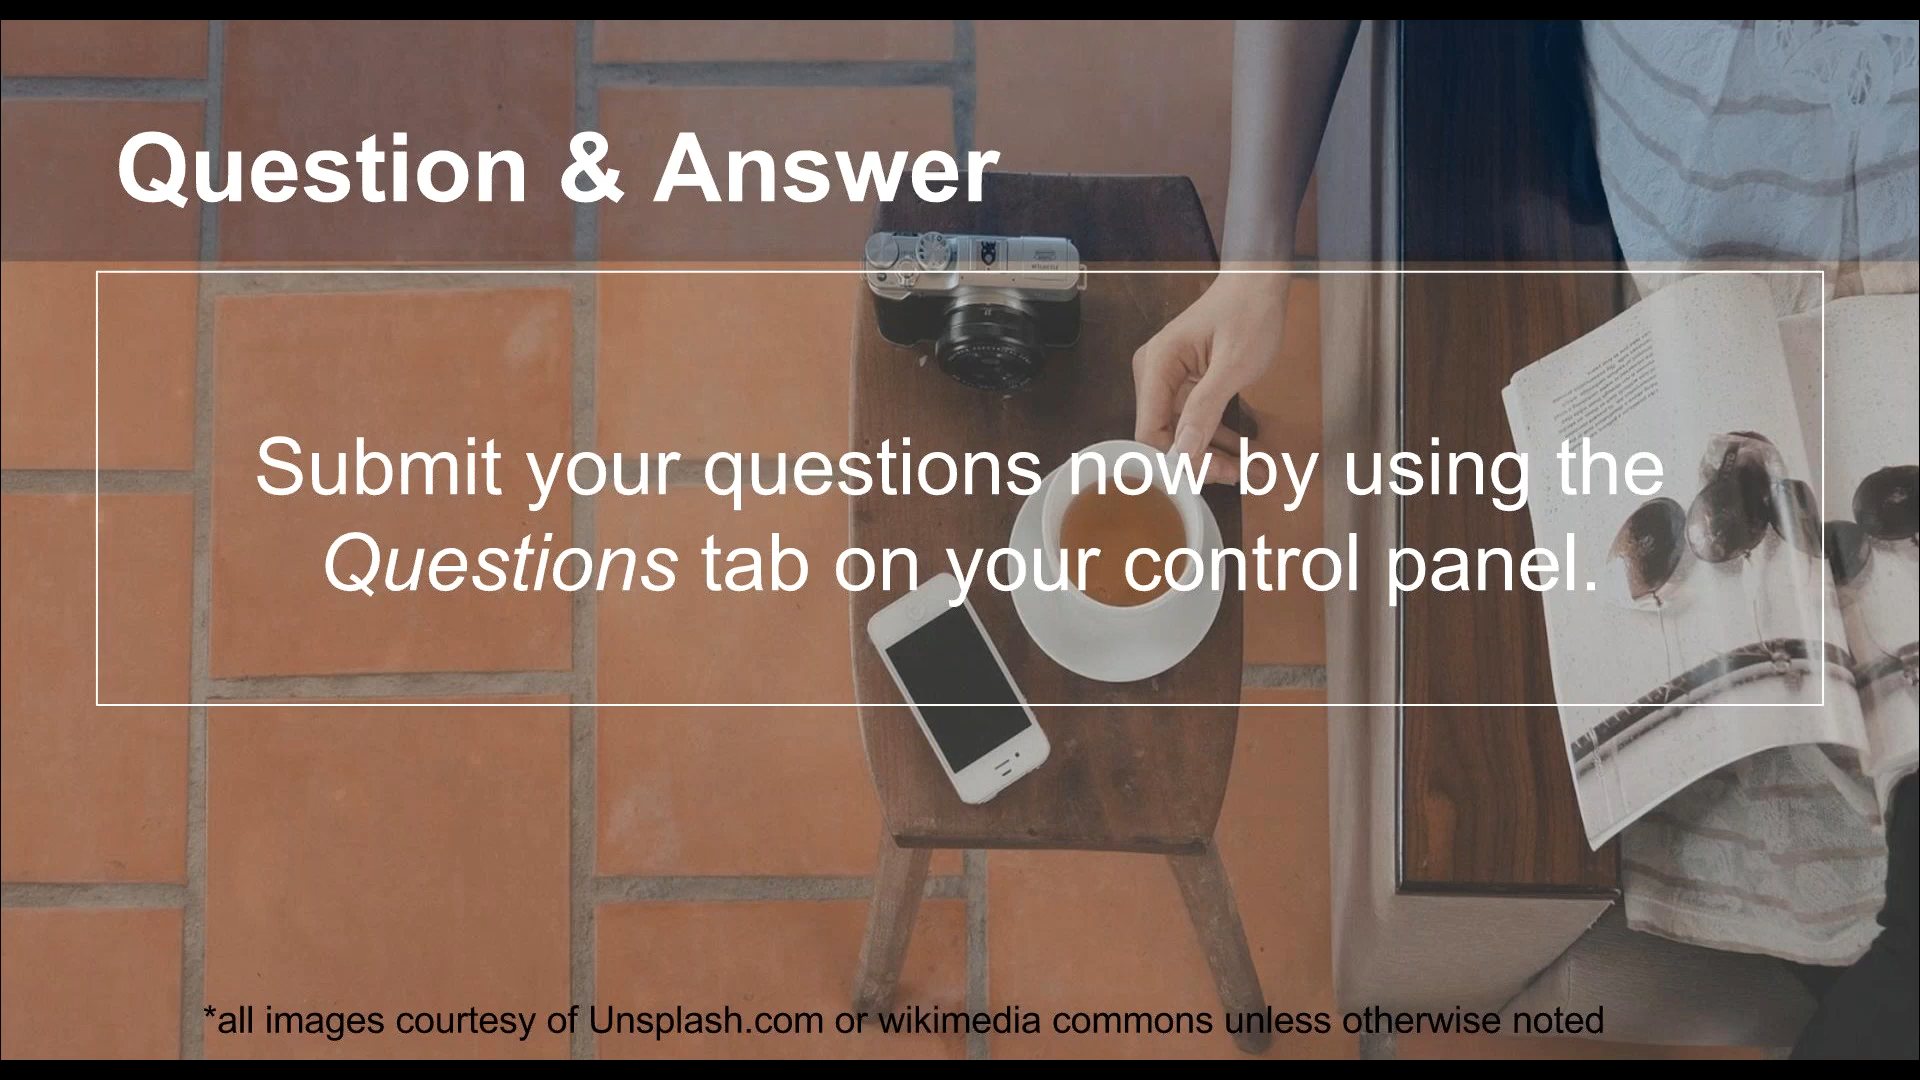 Question & Answer
Submit your questions now by using the
Questions tab on your control panel.
*all images courtesy of Unsplash.com or wikimedia commons unless otherwise noted